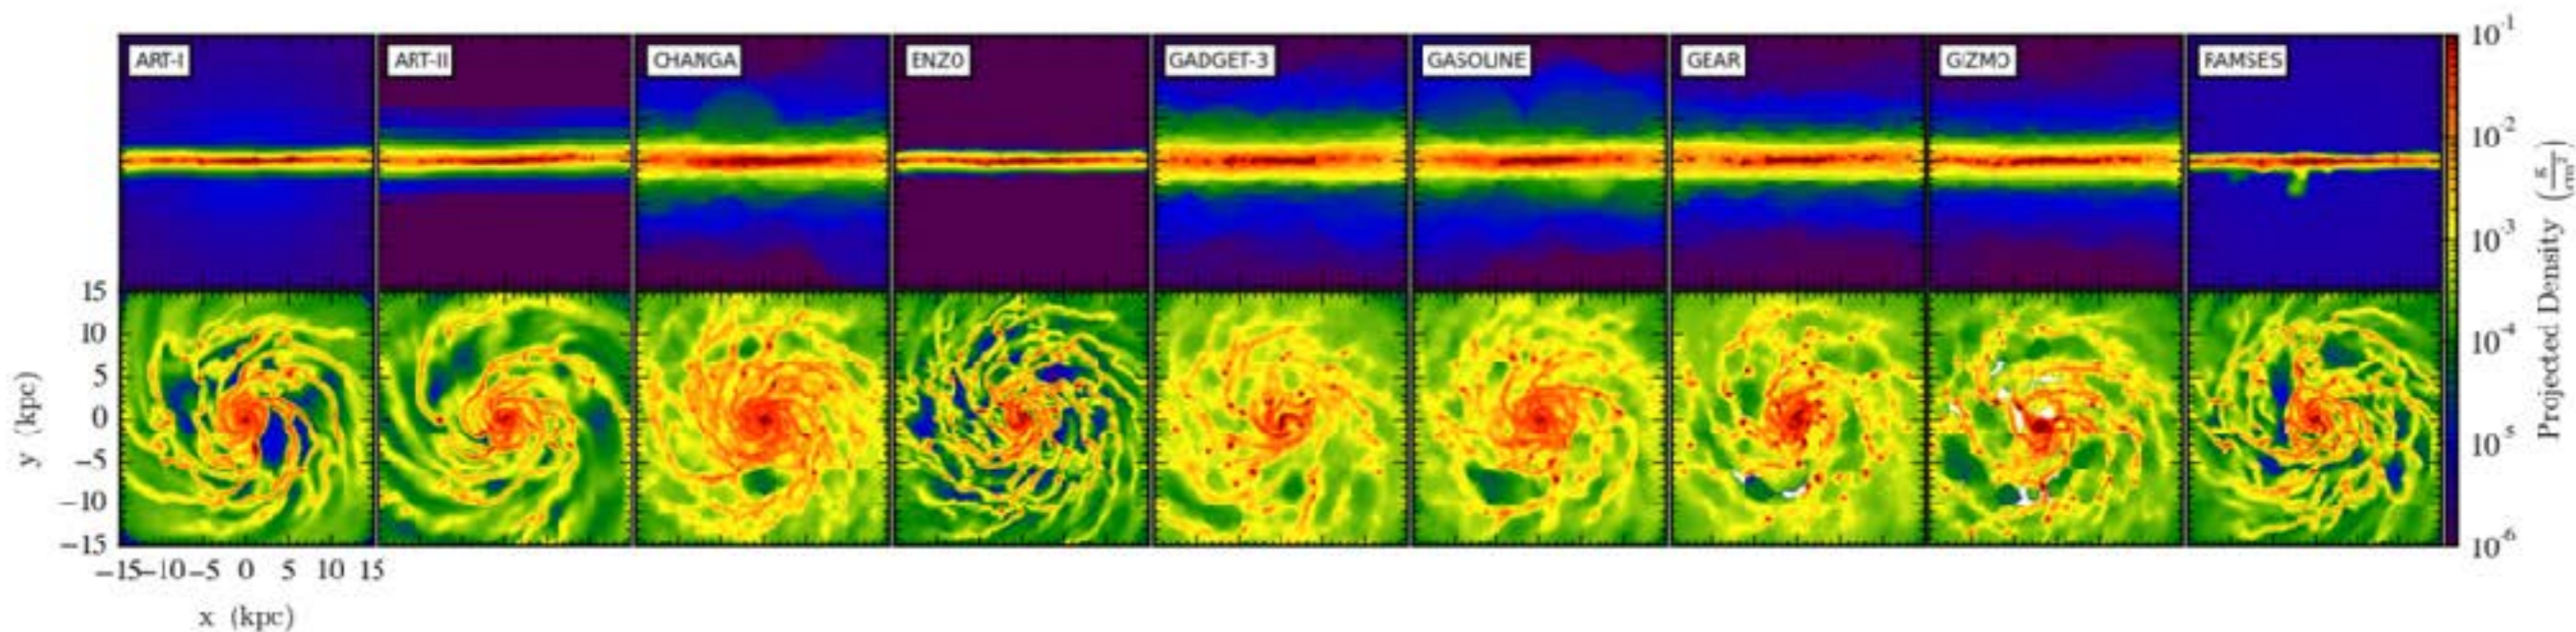 ART-I
ART-II
CHANGA
ENZO
GADGET-3
GASOLINE
GEAR
GIZMO
RAMSES
15
10
5
0
−5
−10
−15
y (kpc)
−15 −10 −5 0 5 10 15
x (kpc)
10⁻¹
10⁻²
10⁻³
10⁻⁴
10⁻⁵
10⁻⁶
Projected Density (g/cm²)